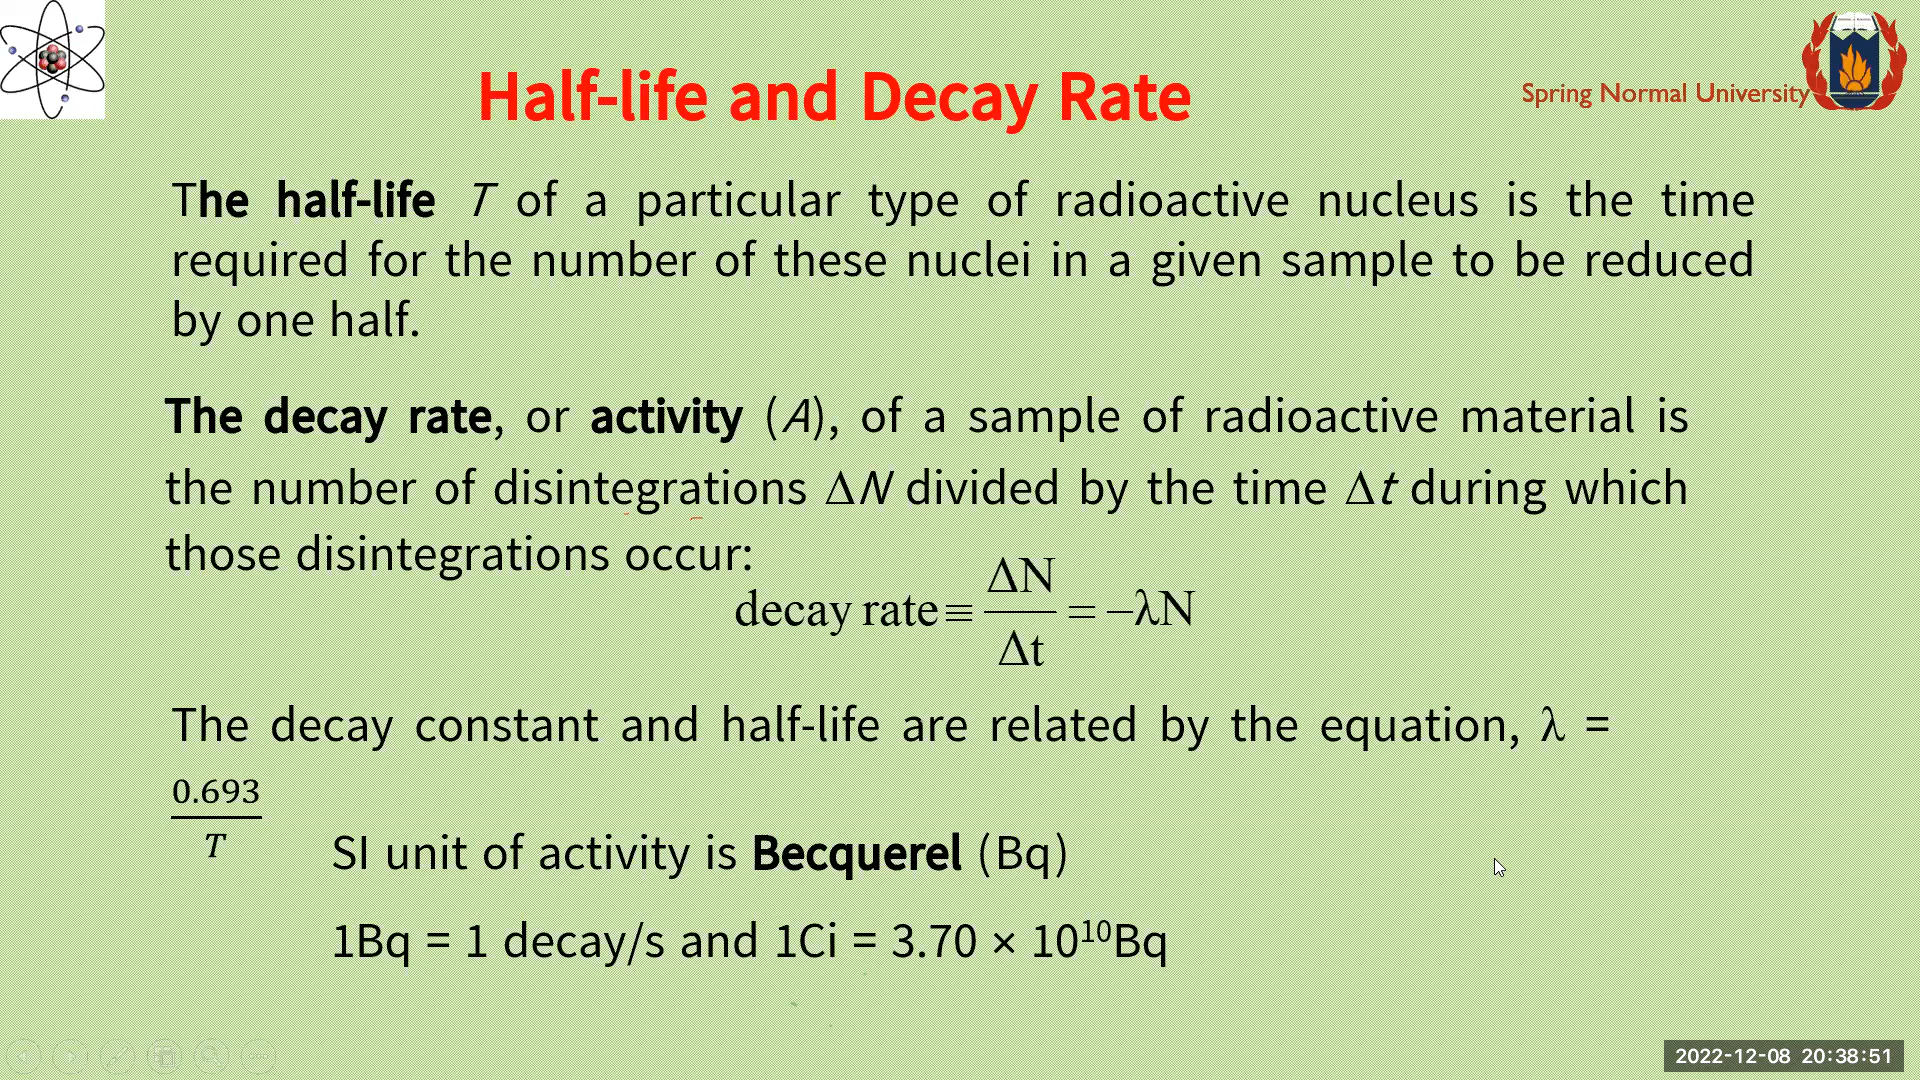 Half-life and Decay Rate
Spring Normal University
The half-life T of a particular type of radioactive nucleus is the time
required for the number of these nuclei in a given sample to be reduced
by one half.
The decay rate, or activity (A), of a sample of radioactive material is
the number of disintegrations ΔN divided by the time Δt during which
those disintegrations occur:
decay rate ≡ ΔN/Δt = −λN
The decay constant and half-life are related by the equation, λ =
0.693/T
SI unit of activity is Becquerel (Bq)
1Bq = 1 decay/s and 1Ci = 3.70 × 10¹⁰Bq
2022-12-08 20:38:51